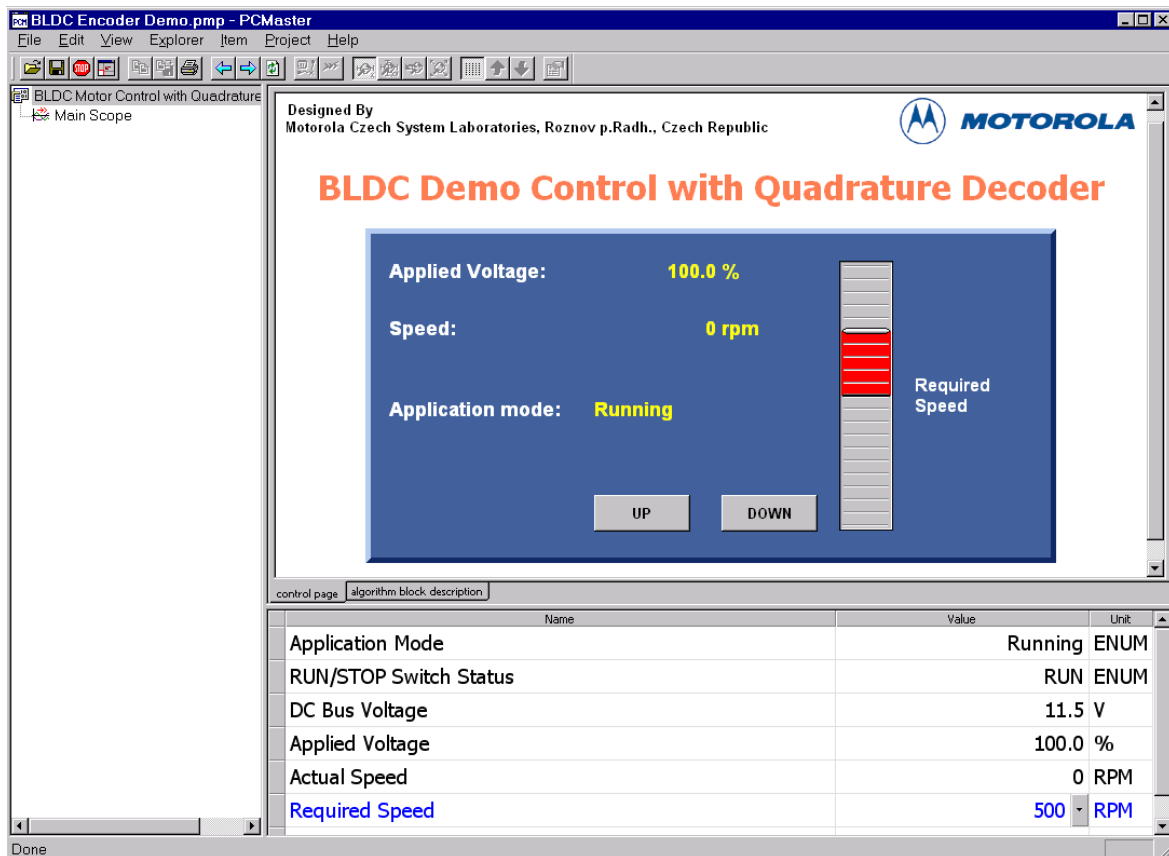 BLDC Encoder Demo.pmp - PCMaster
File Edit View Explorer Item Project Help
BLDC Motor Control with Quadrature
Main Scope
Designed By
Motorola Czech System Laboratories, Roznov p.Radh., Czech Republic
MOTOROLA
BLDC Demo Control with Quadrature Decoder
Applied Voltage: 100.0 %
Speed: 0 rpm
Application mode: Running
Required
Speed
UP DOWN
control page algorithm block description
Name Value Unit
Application Mode Running ENUM
RUN/STOP Switch Status RUN ENUM
DC Bus Voltage 11.5 V
Applied Voltage 100.0 %
Actual Speed 0 RPM
Required Speed 500 RPM
Done